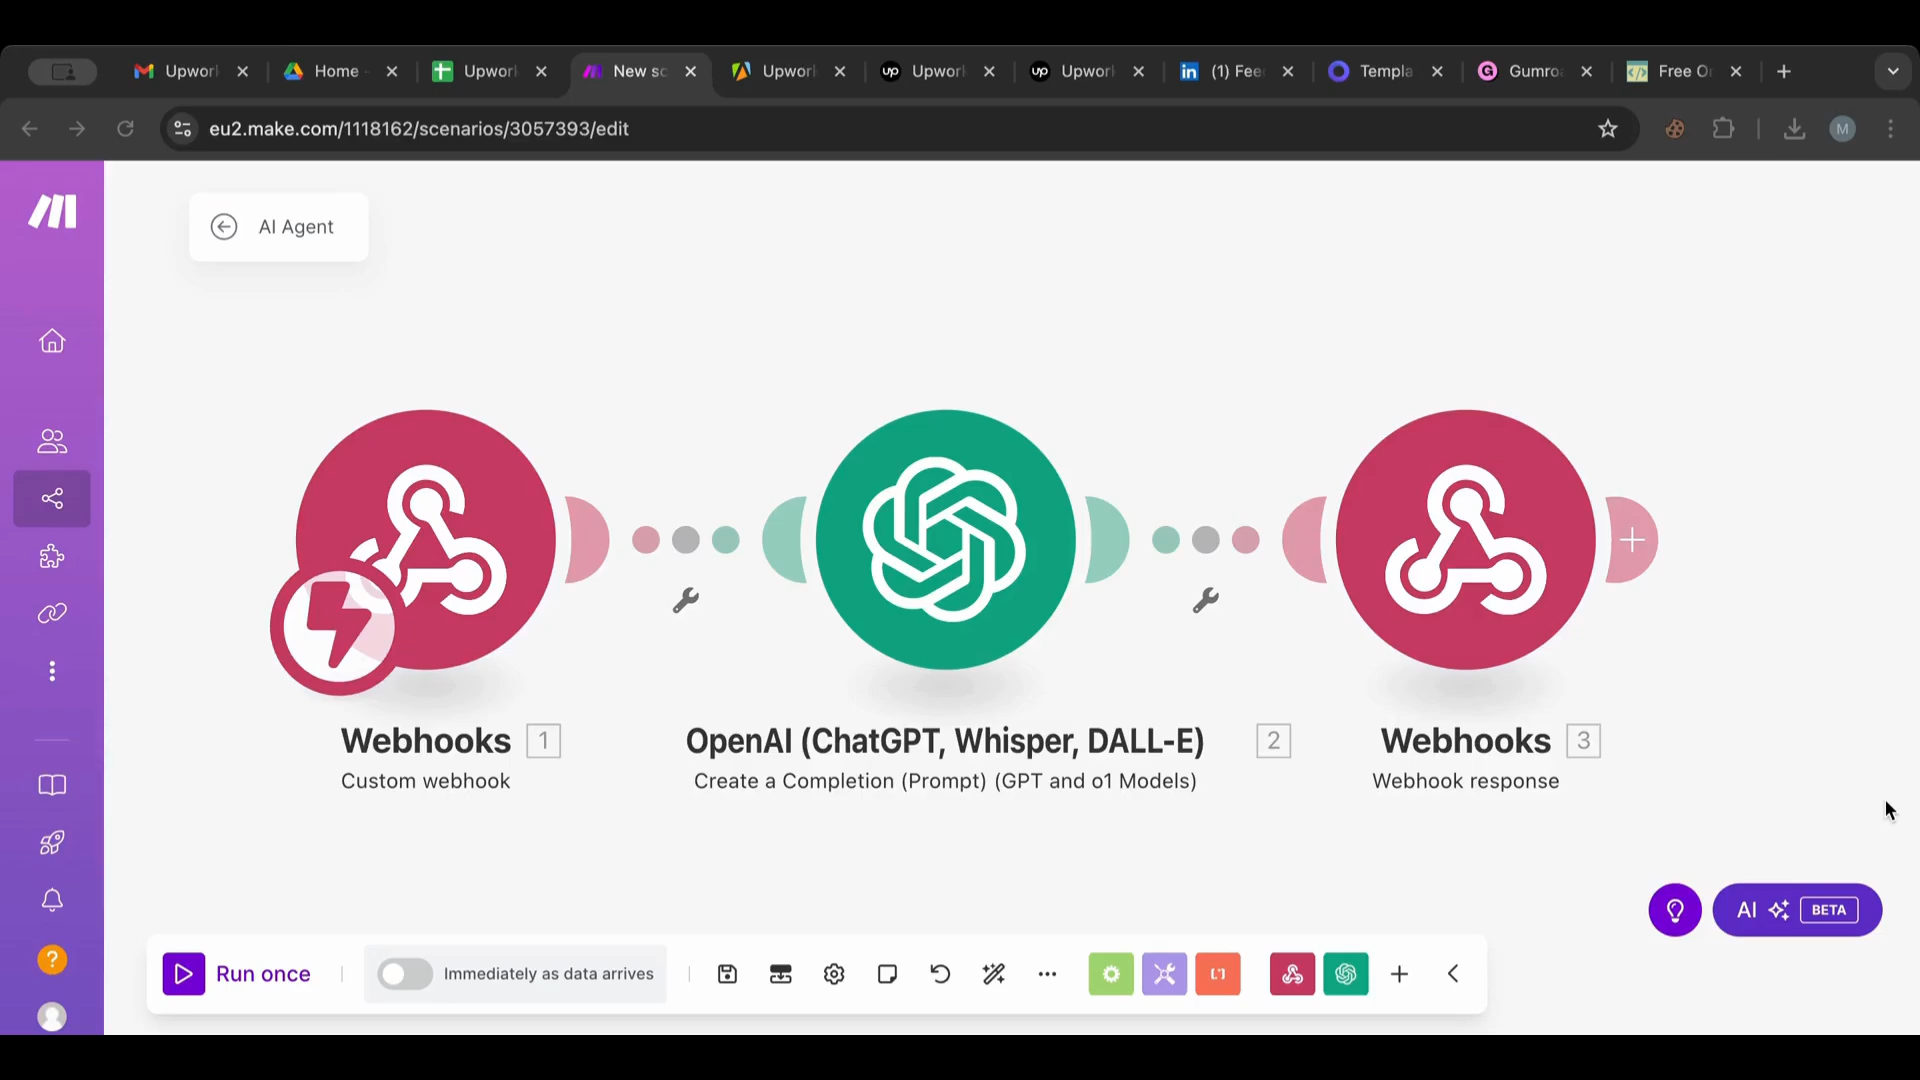 Upwor
Home
Upwor
New sc
Upwor
Upwor
Upwor
(1) Fee
Templa
Gumro
Free O
eu2.make.com/1118162/scenarios/3057393/edit
M
AI Agent
Webhooks 1
Custom webhook
OpenAI (ChatGPT, Whisper, DALL-E) 2
Create a Completion (Prompt) (GPT and o1 Models)
Webhooks 3
Webhook response
AI BETA
Run once
Immediately as data arrives